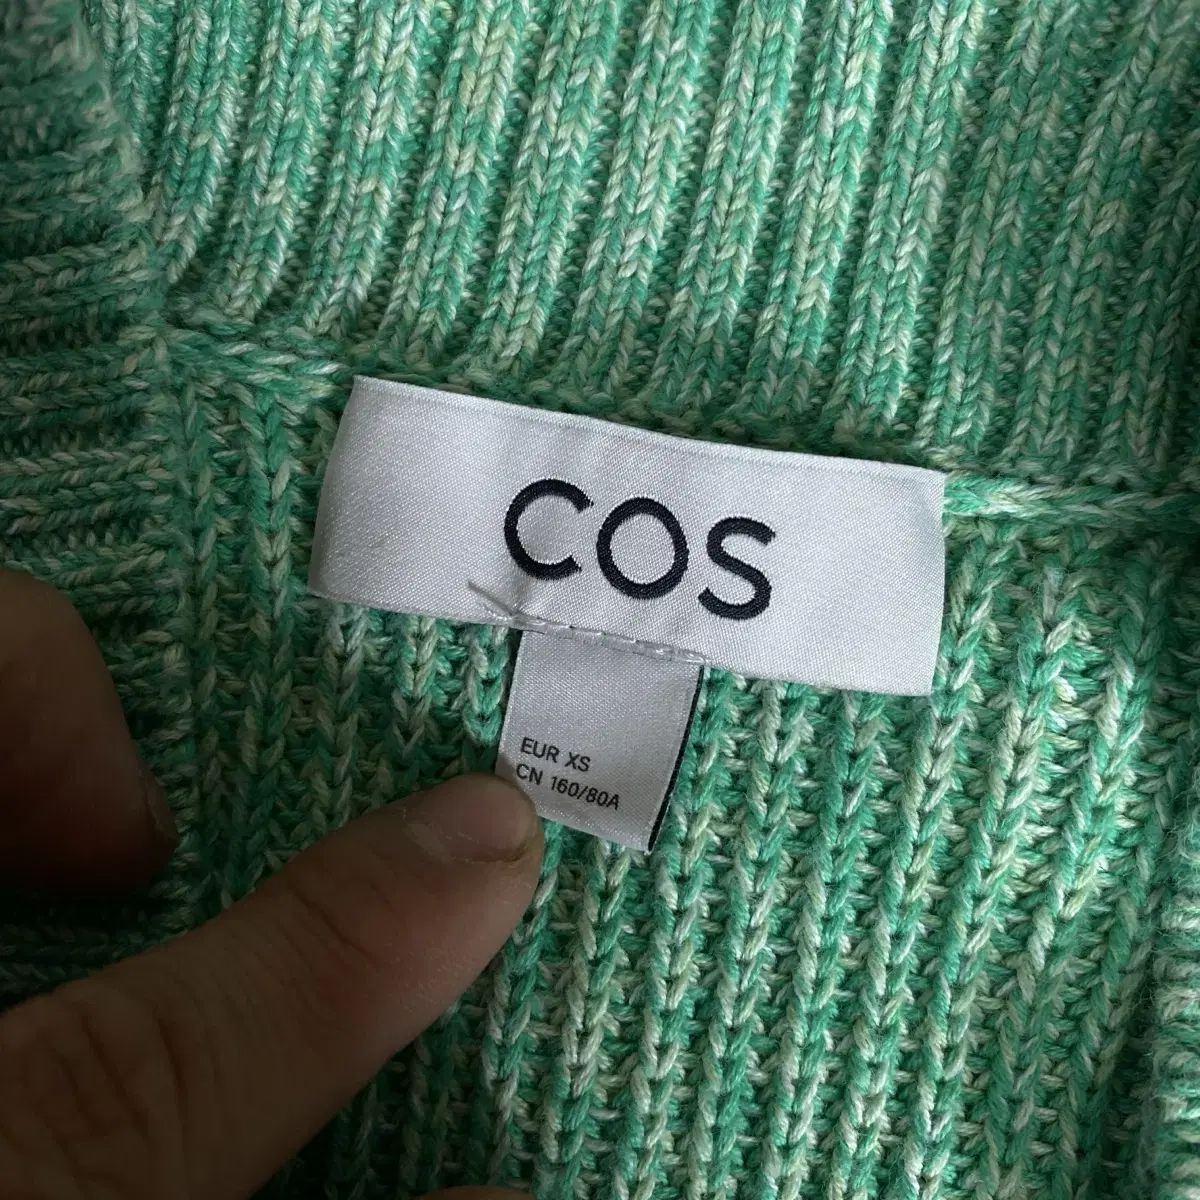 COS
EUR XS
CN 160/80A